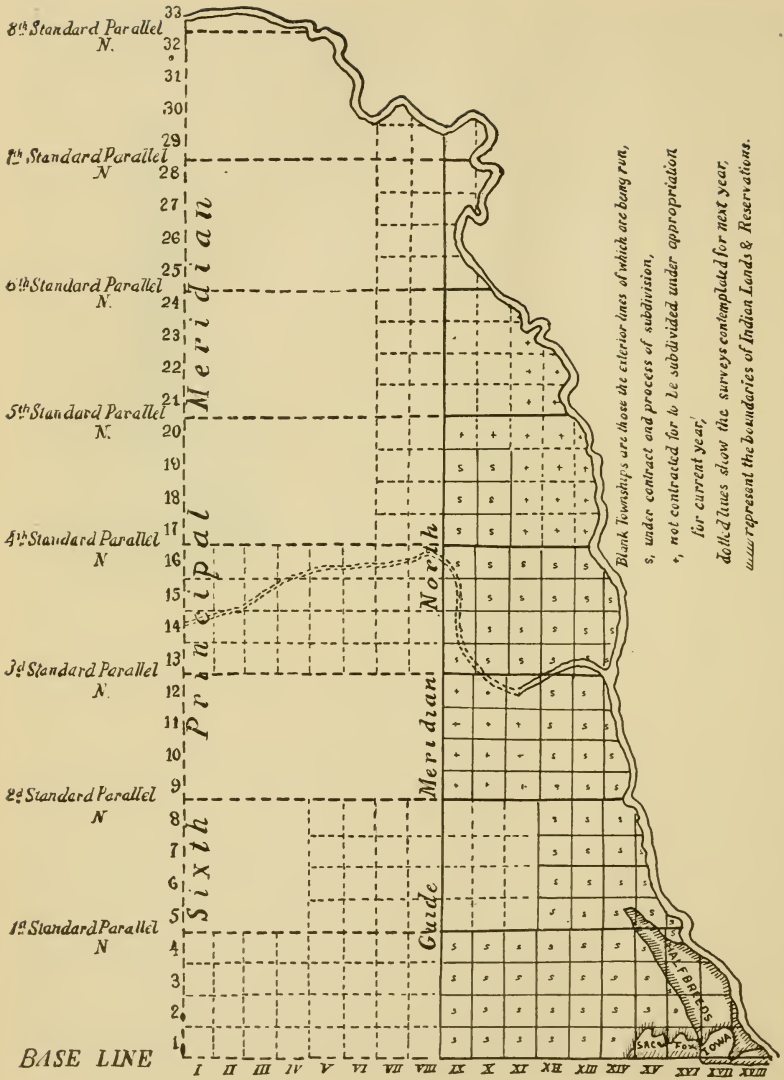 33
8th Standard Parallel
N.
32
31
30
29
7th Standard Parallel
N
28
27
26
25
6th Standard Parallel
N.
24
23
22
21
5th Standard Parallel
N.
20
19
18
17
4th Standard Parallel
N
16
15
14
13
3d Standard Parallel
N.
12
11
10
9
2d Standard Parallel
N
8
7
6
5
1st Standard Parallel
N
4
3
2
1
BASE LINE
I II III IV V VI VII VIII IX X XI XII XIII XIV XV XVI XVII XVIII
Sixth Principal Meridian
Guide Meridian North
HALF BREEDS
SAC & FOX
IOWA
Blank Townships are those the exterior lines of which are being run,
s, under contract and process of subdivision,
+, not contracted for to be subdivided under appropriation
for current year,
dotted lines show the surveys contemplated for next year,
represent the boundaries of Indian Lands & Reservations.